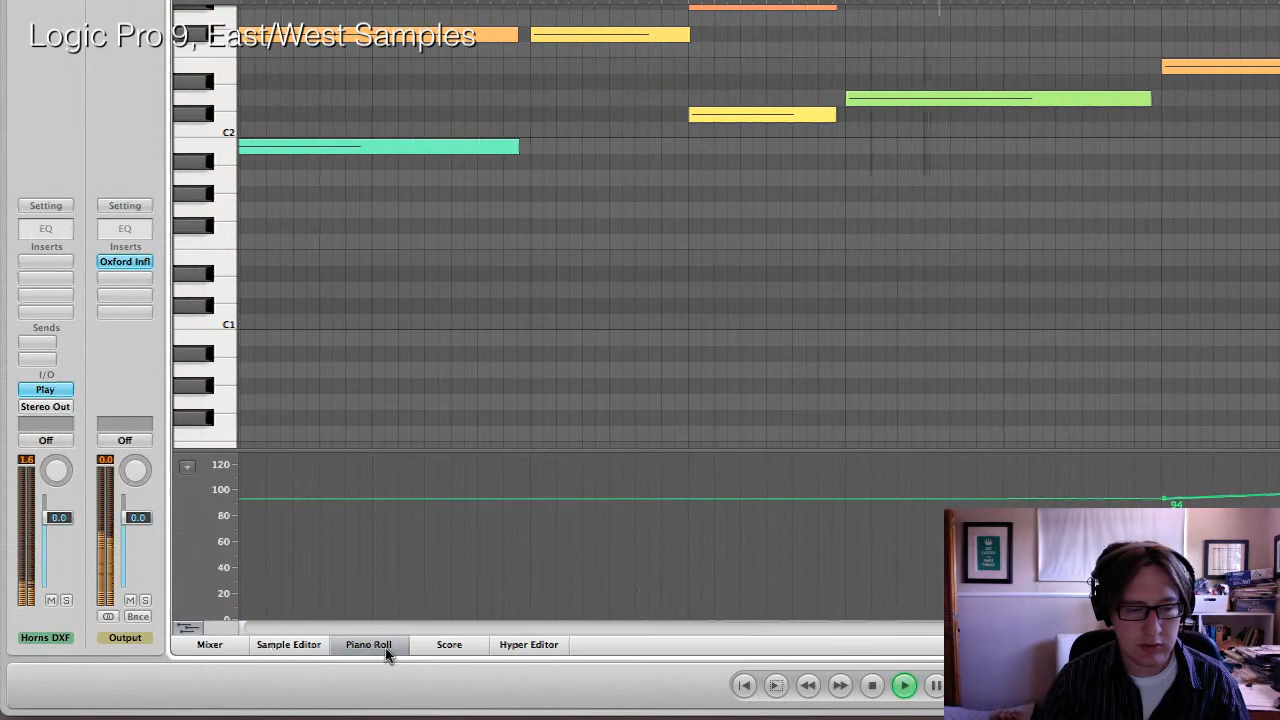 Logic Pro 9, East/West Samples
C2
Setting
Setting
EQ
EQ
Inserts
Inserts
Oxford Infl
Sends
C1
I/O
Play
Stereo Out
Off
Off
1.6
0.0
120
100
80
60
40
20
0
94
0.0
0.0
M S
M S
Bnce
Horns DXF
Output
Mixer
Sample Editor
Piano Roll
Score
Hyper Editor